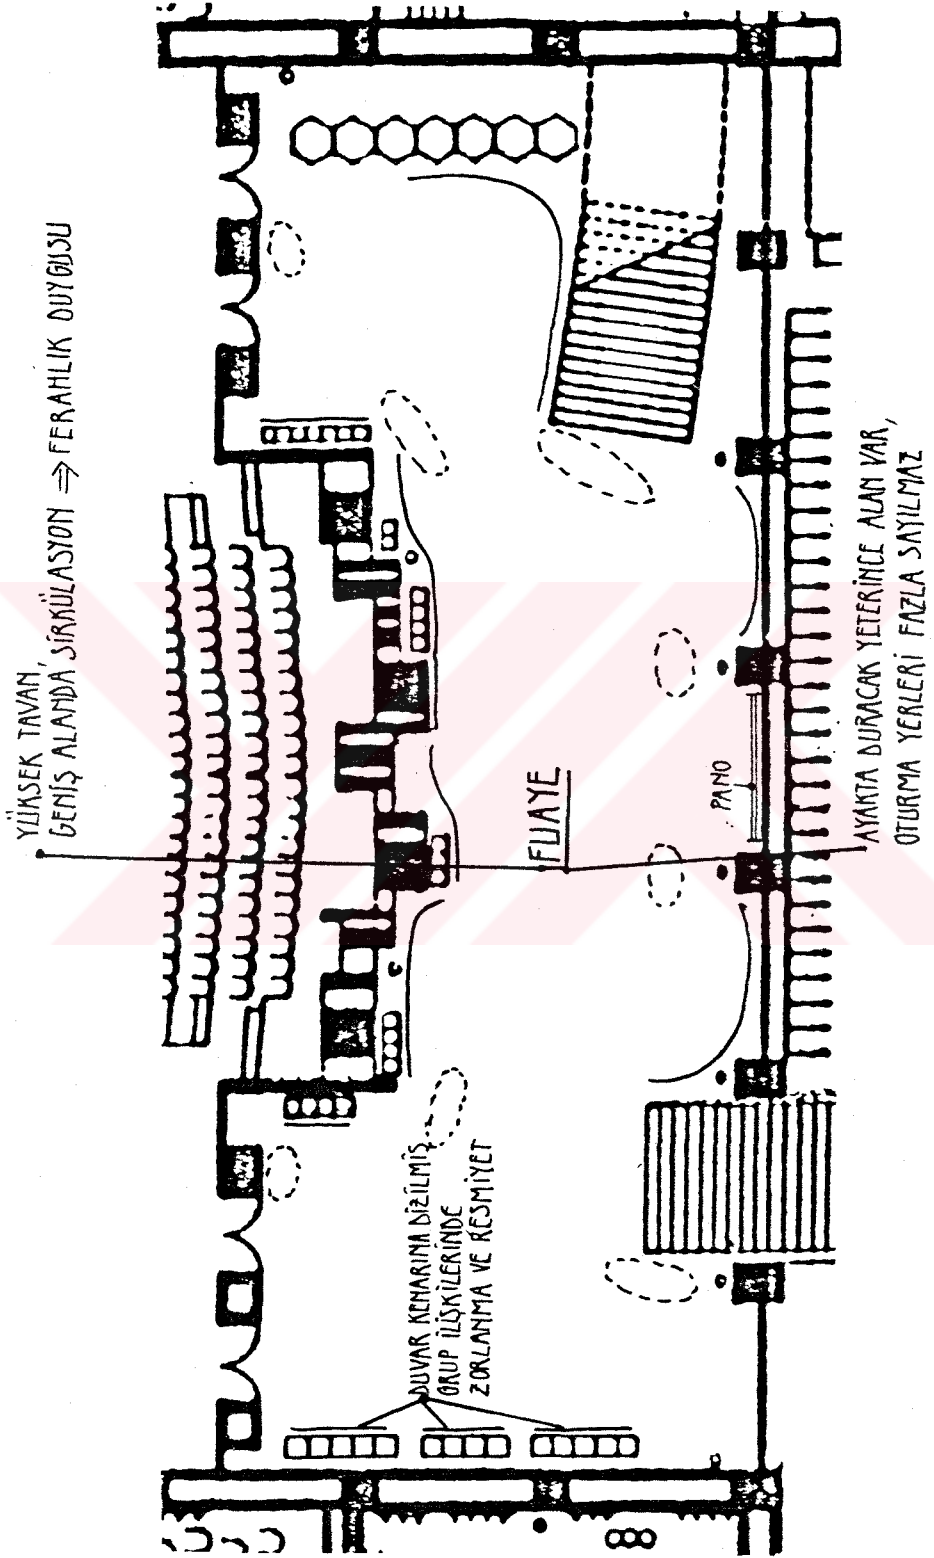 YÜKSEK TAVAN,
GENİŞ ALANDA SİRKÜLASYON ⇒ FERAHLIK DUYGUSU
DUVAR KENARINA DİZİLMİŞ
GRUP İLİŞKİLERİNDE
ZORLANMA VE RESMİYET
FUAYE
PANO
AYAKTA DURACAK YETERİNCE ALAN VAR,
OTURMA YERLERİ FAZLA SAYILMAZ